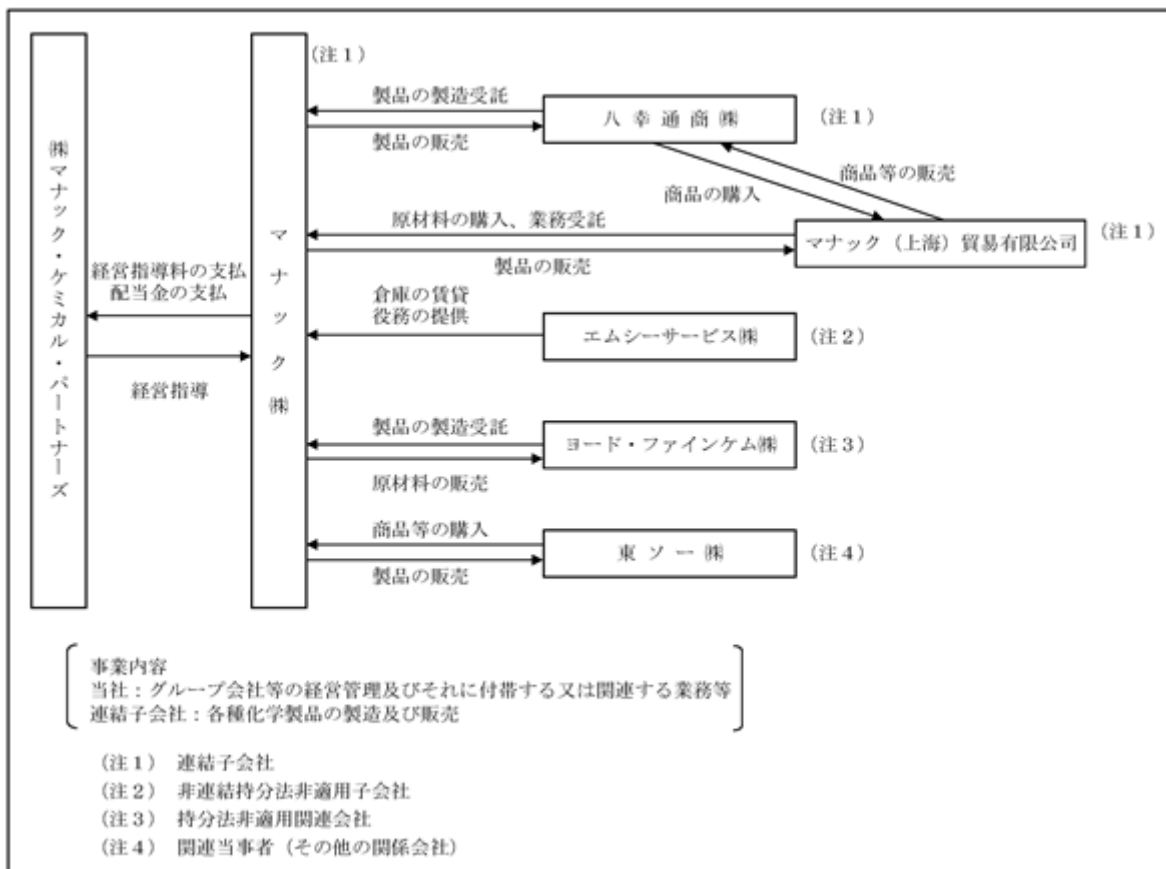 ㈱マナック・ケミカル・パートナーズ
経営指導料の支払
配当金の支払
経営指導
マナック㈱
(注1)
製品の製造受託
製品の販売
八幸通商㈱
(注1)
商品の購入
商品等の販売
原材料の購入、業務受託
製品の販売
マナック(上海)貿易有限公司
(注1)
倉庫の賃貸
役務の提供
エムシーサービス㈱
(注2)
製品の製造受託
原材料の販売
ヨード・ファインケム㈱
(注3)
商品等の購入
製品の販売
東ソー㈱
(注4)
事業内容
当社:グループ会社等の経営管理及びそれに付帯する又は関連する業務等
連結子会社:各種化学製品の製造及び販売
(注1) 連結子会社
(注2) 非連結持分法非適用子会社
(注3) 持分法非適用関連会社
(注4) 関連当事者(その他の関係会社)